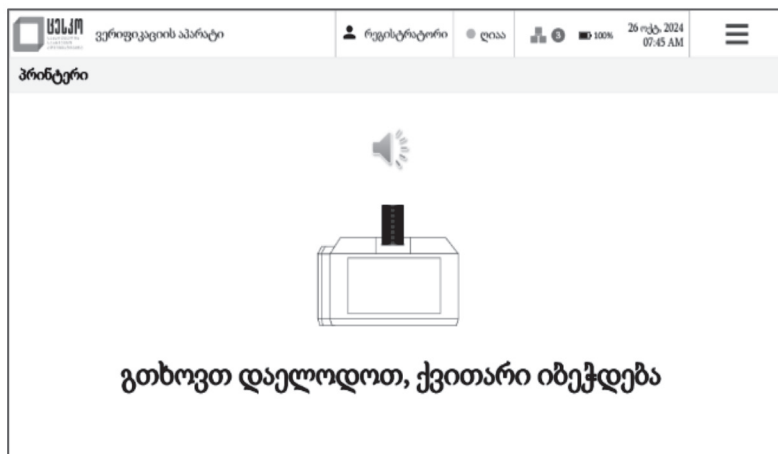 ცესკო
ვერიფიკაციის აპარატი
რეგისტრატორი
ღიაა
3
100%
26 ოქტ, 2024
07:45 AM
პრინტერი
გთხოვთ დაელოდოთ, ქვითარი იბეჭდება